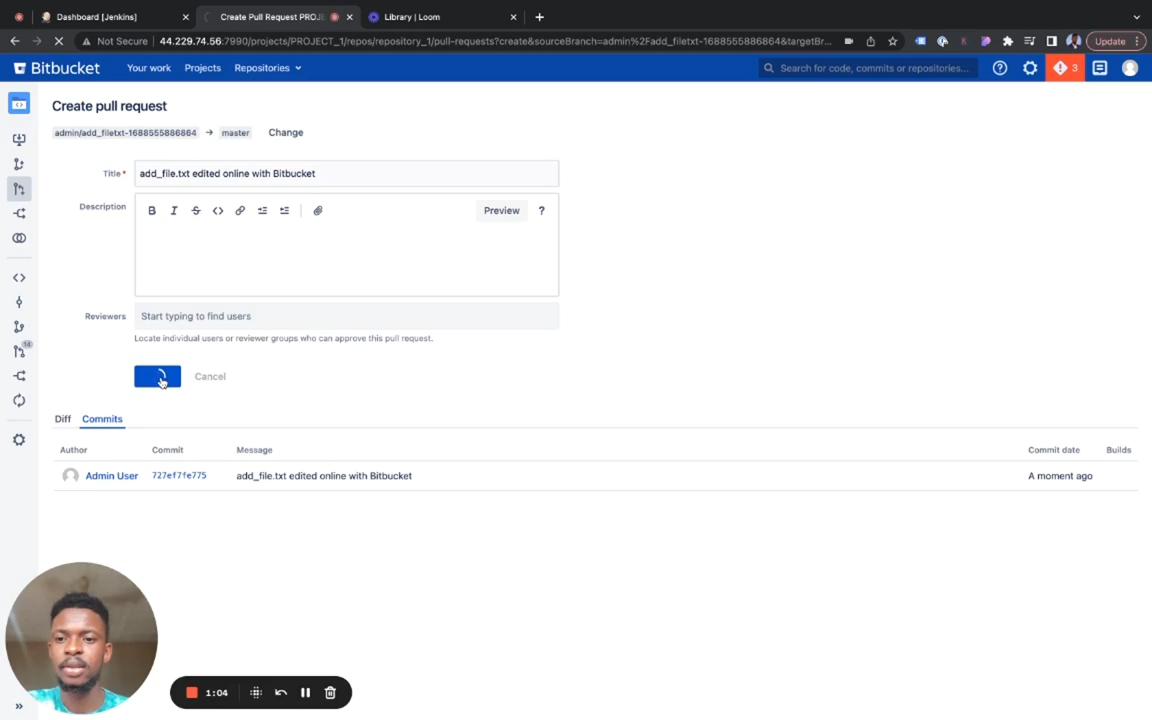 Dashboard [Jenkins]
Create Pull Request PROJE
Library | Loom
Not Secure
44.229.74.56:7990/projects/PROJECT_1/repos/repository_1/pull-requests?create&sourceBranch=admin%2Fadd_filetxt-1688555886864&targetBr...
Update
Bitbucket
Your work
Projects
Repositories
Search for code, commits or repositories...
3
Create pull request
admin/add_filetxt-1688555886864 → master
Change
Title*
add_file.txt edited online with Bitbucket
Description
B
I
S
Preview
?
Reviewers
Start typing to find users
Locate individual users or reviewer groups who can approve this pull request.
14
Cancel
Diff
Commits
Author
Commit
Message
Commit date
Builds
Admin User
727ef7fe775
add_file.txt edited online with Bitbucket
A moment ago
1:04